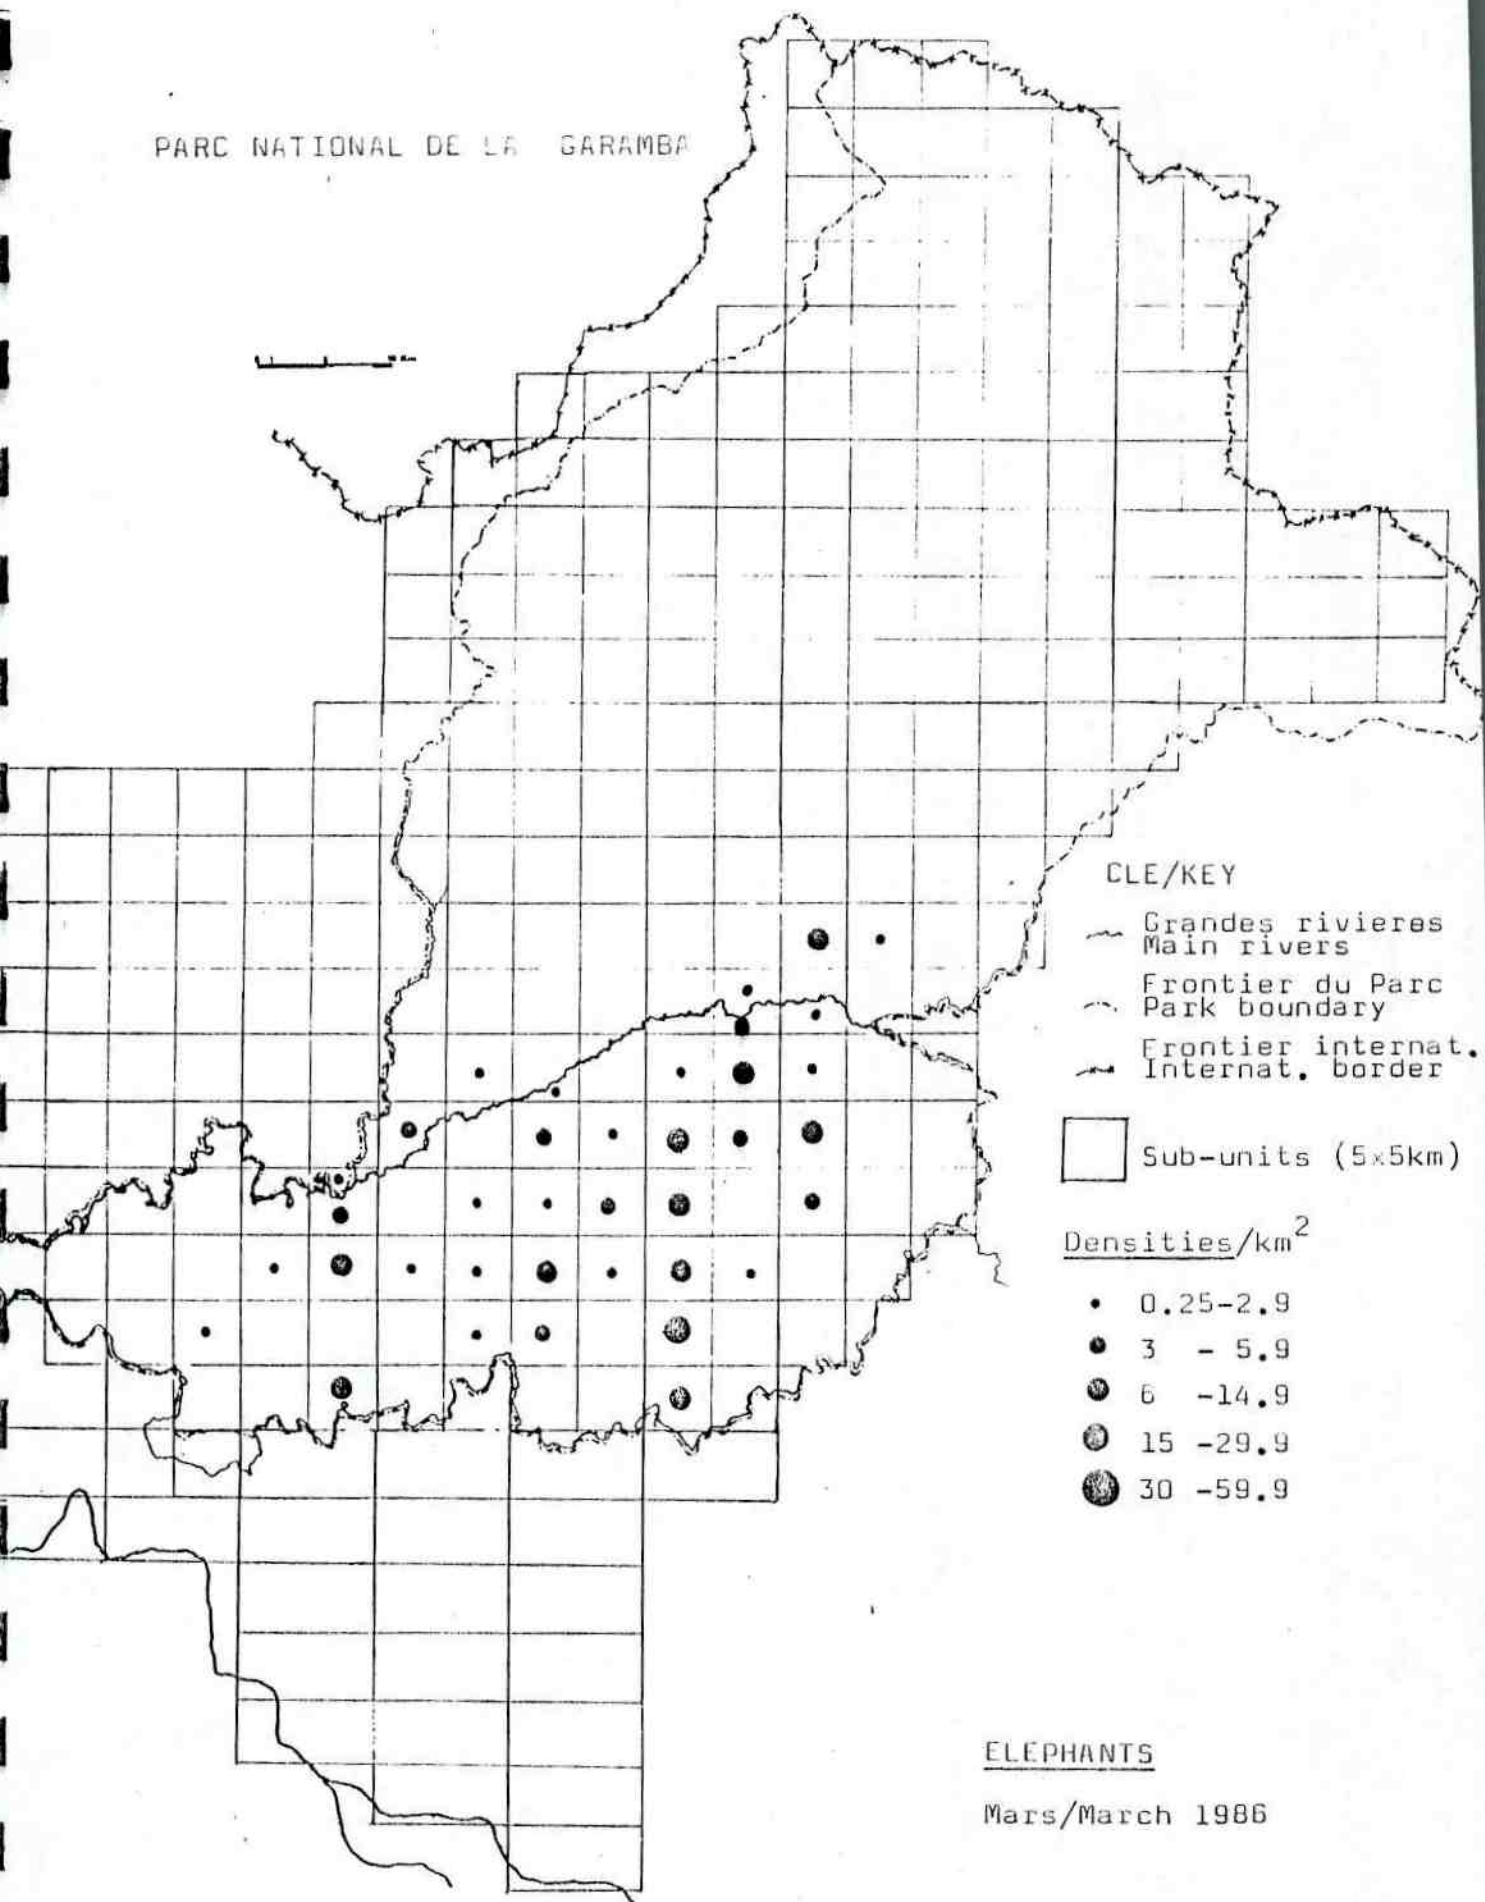 PARC NATIONAL DE LA GARAMBA
CLE/KEY
Grandes rivieres
Main rivers
Frontier du Parc
Park boundary
Frontier internat.
Internat. border
Sub-units (5x5km)
Densities/km²
0.25-2.9
3 - 5.9
6 -14.9
15 -29.9
30 -59.9
ELEPHANTS
Mars/March 1986